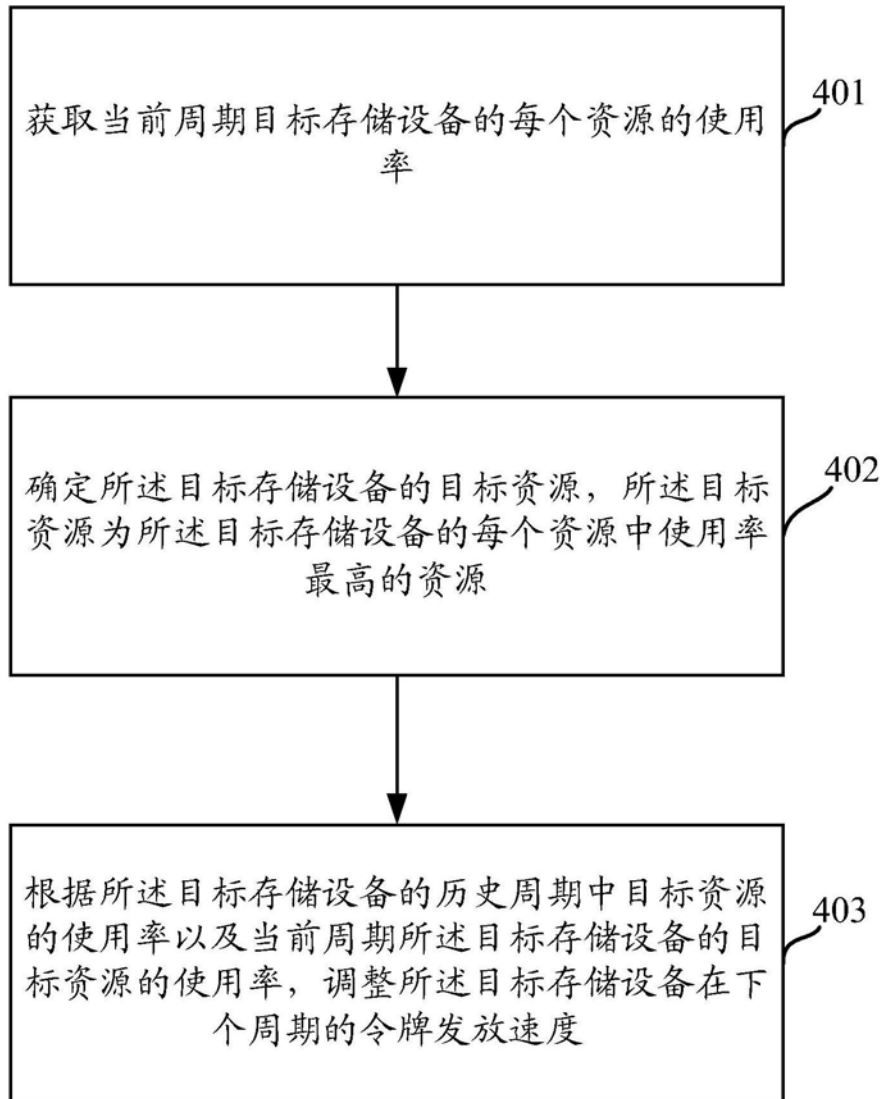 获取当前周期目标存储设备的每个资源的使用
率
401
确定所述目标存储设备的目标资源，所述目标
资源为所述目标存储设备的每个资源中使用率
最高的资源
402
根据所述目标存储设备的历史周期中目标资源
的使用率以及当前周期所述目标存储设备的目
标资源的使用率，调整所述目标存储设备在下
个周期的令牌发放速度
403